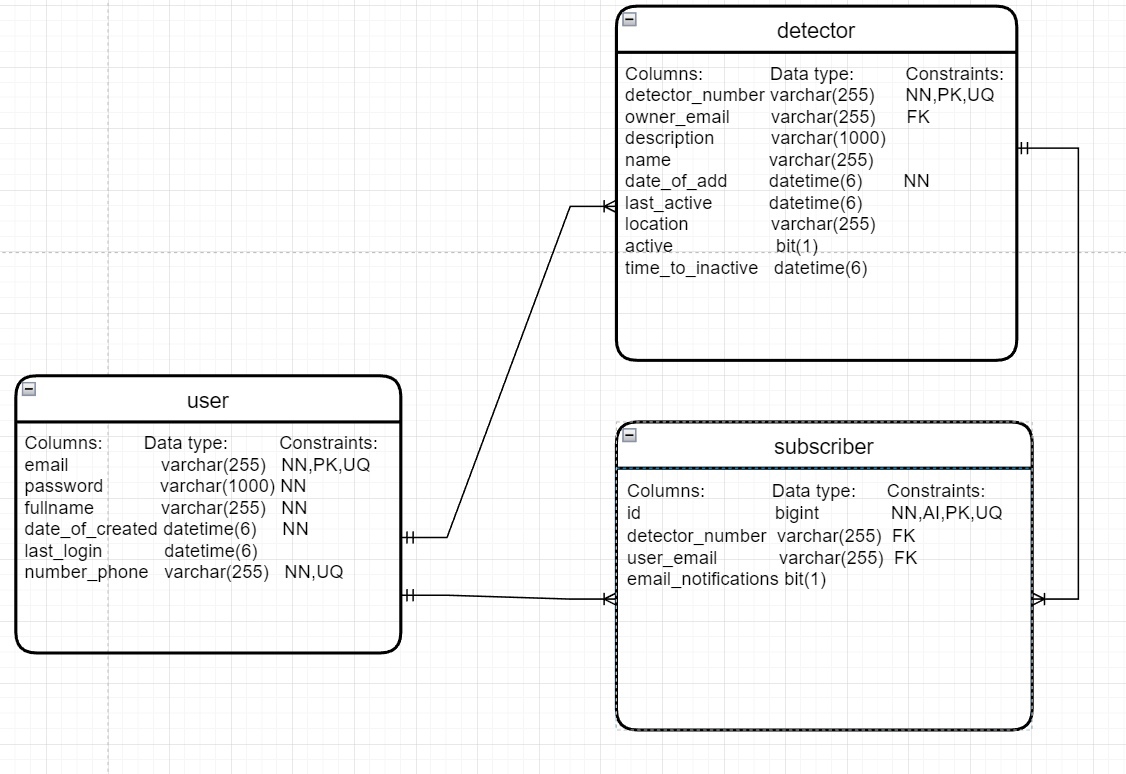 detector
Columns: Data type: Constraints:
detector_number varchar(255) NN,PK,UQ
owner_email varchar(255) FK
description varchar(1000)
name varchar(255)
date_of_add datetime(6) NN
last_active datetime(6)
location varchar(255)
active bit(1)
time_to_inactive datetime(6)
user
Columns: Data type: Constraints:
email varchar(255) NN,PK,UQ
password varchar(1000) NN
fullname varchar(255) NN
date_of_created datetime(6) NN
last_login datetime(6)
number_phone varchar(255) NN,UQ
subscriber
Columns: Data type: Constraints:
id bigint NN,AI,PK,UQ
detector_number varchar(255) FK
user_email varchar(255) FK
email_notifications bit(1)